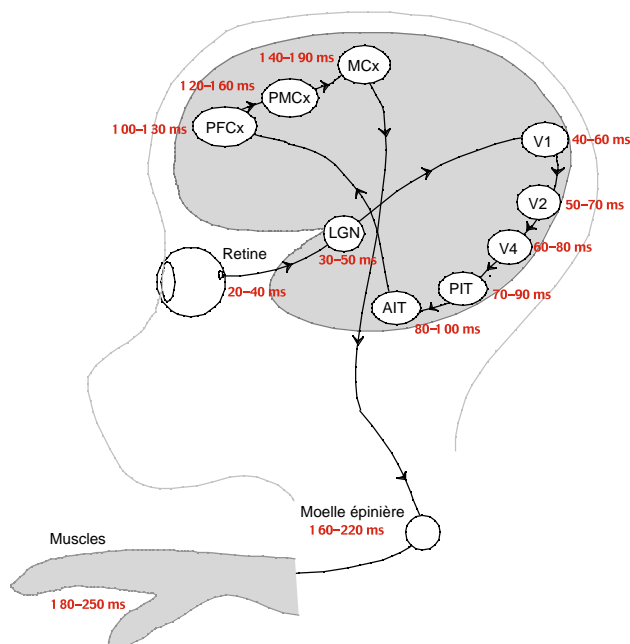 140–190 ms
MCx
120–160 ms
PMCx
100–130 ms
PFCx
V1
40–60 ms
V2
50–70 ms
LGN
V4
60–80 ms
Retine
30–50 ms
20–40 ms
PIT
70–90 ms
AIT
80–100 ms
Moelle épinière
160–220 ms
Muscles
180–250 ms